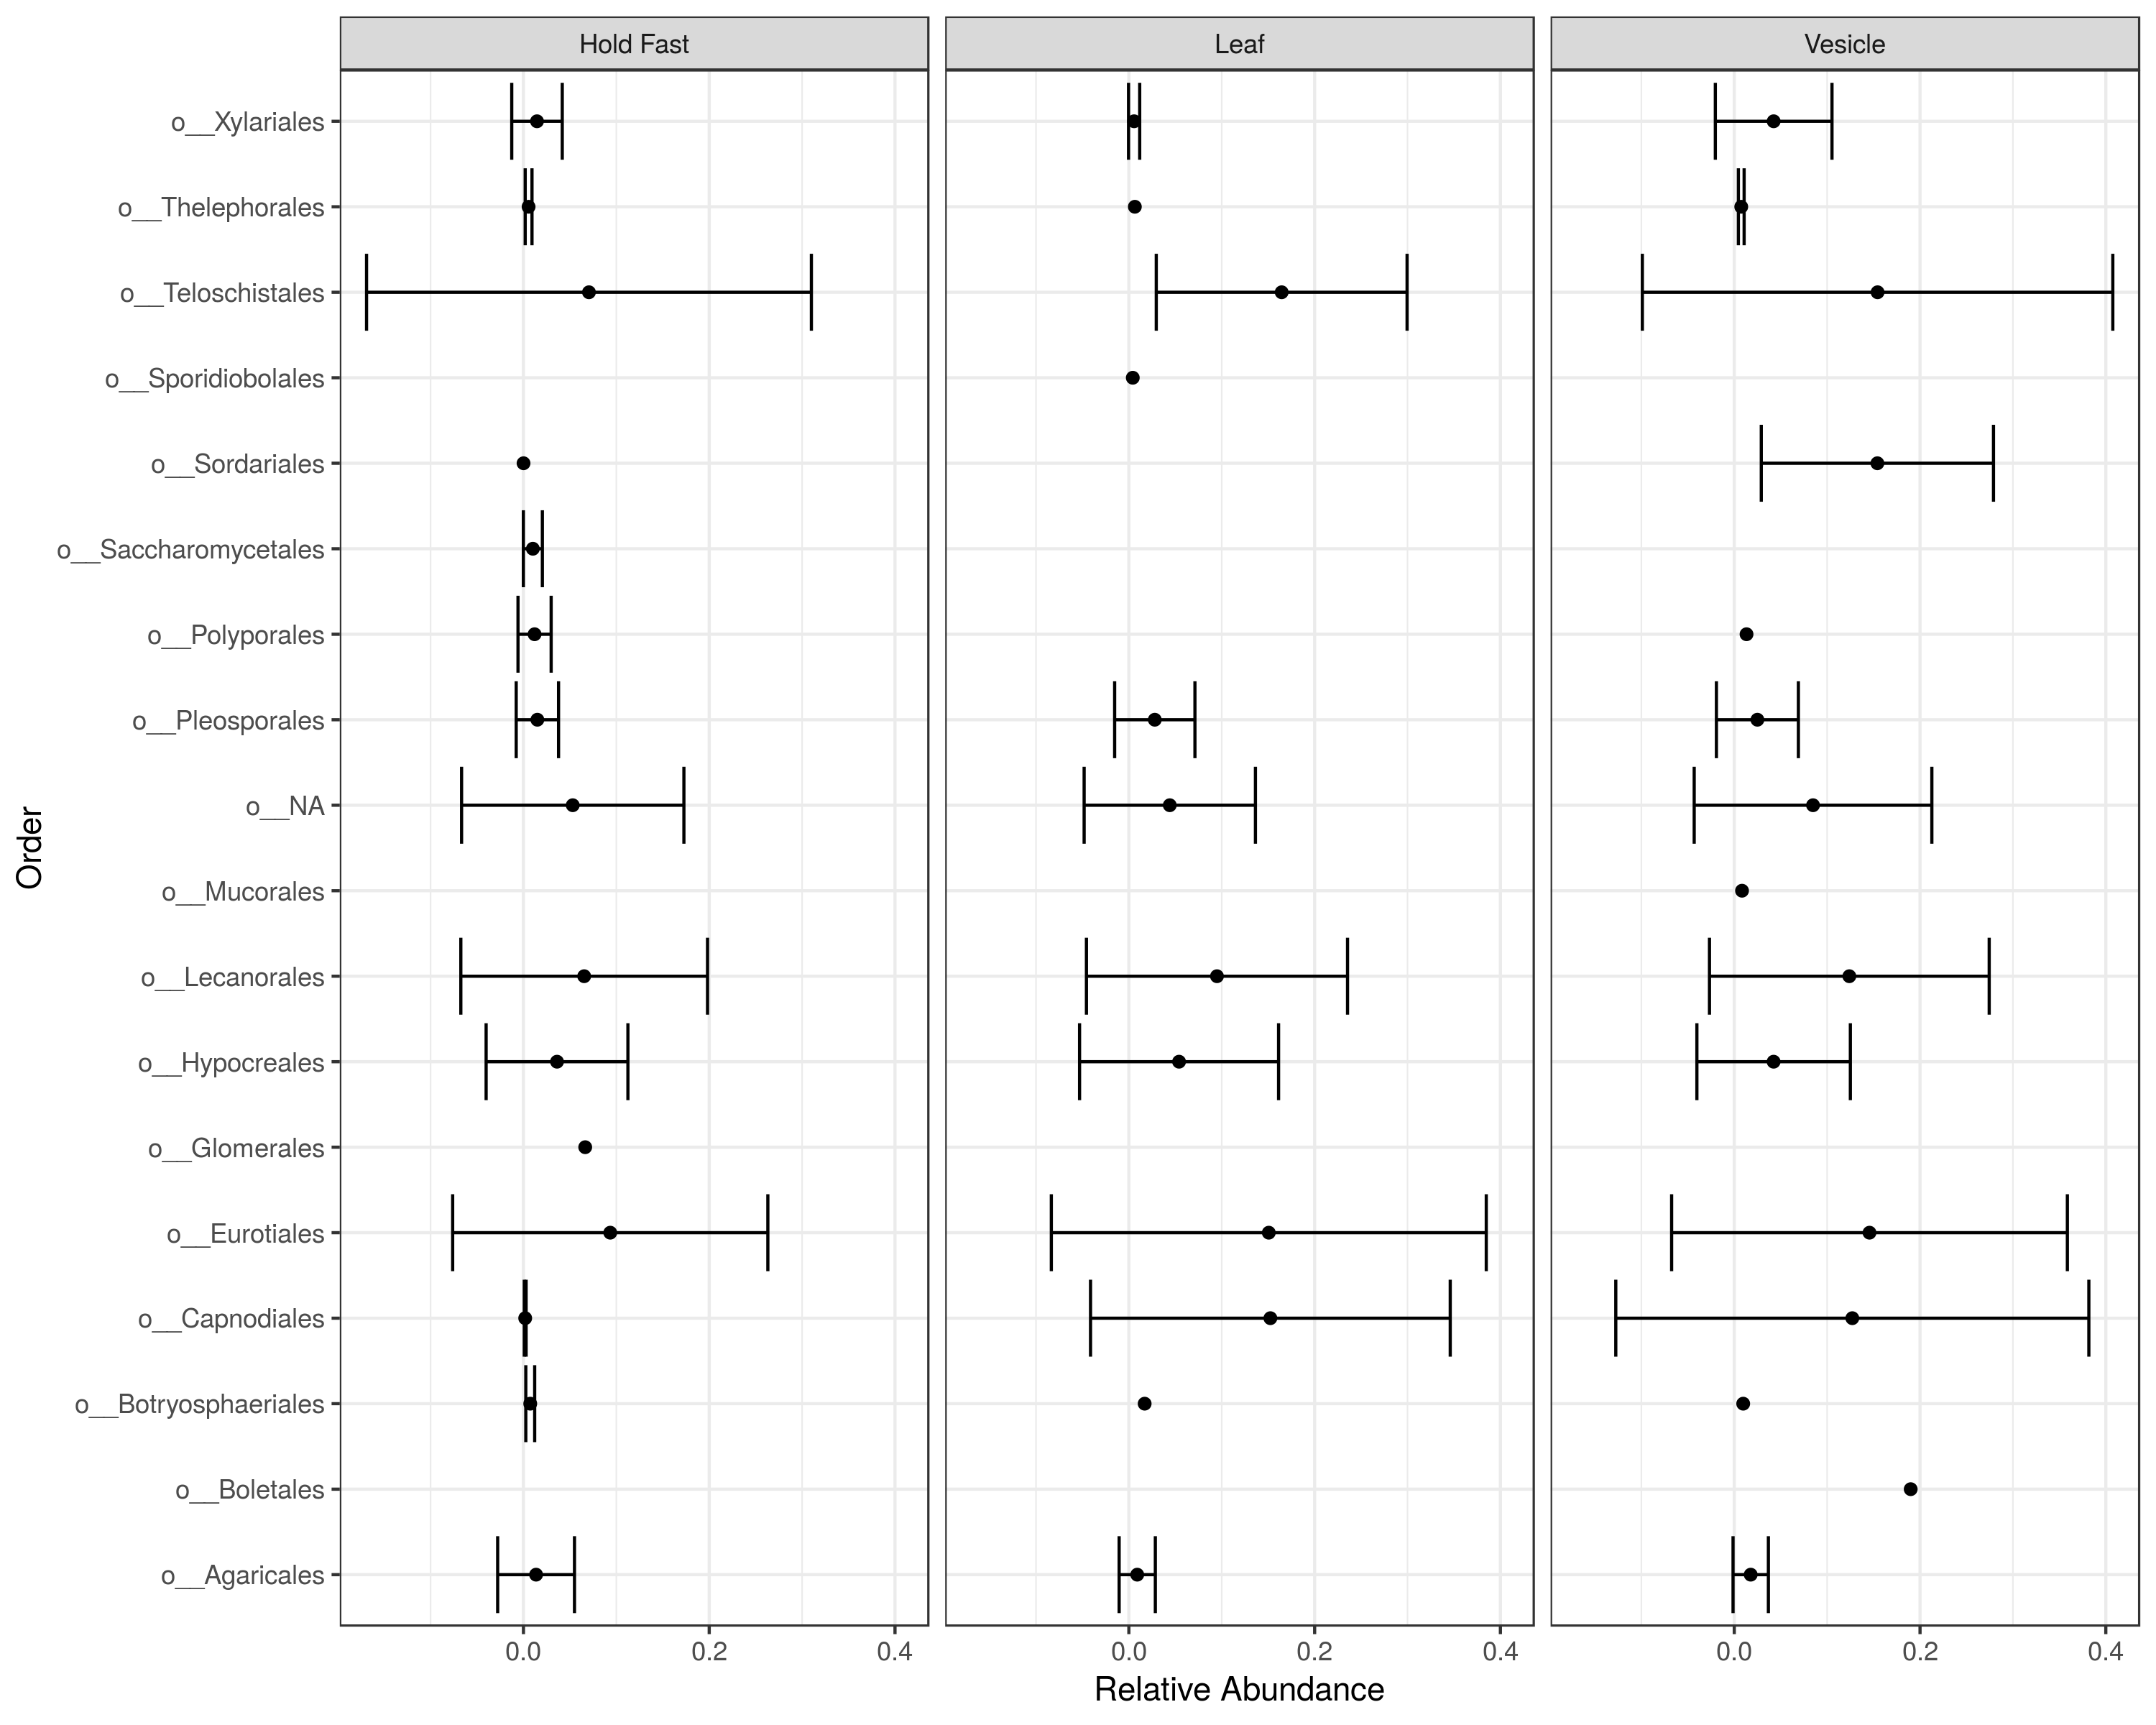 Hold Fast
Leaf
Vesicle
o__Xylariales
o__Thelephorales
o__Teloschistales
o__Sporidiobolales
o__Sordariales
o__Saccharomycetales
o__Polyporales
o__Pleosporales
o__NA
o__Mucorales
o__Lecanorales
o__Hypocreales
o__Glomerales
o__Eurotiales
o__Capnodiales
o__Botryosphaeriales
o__Boletales
o__Agaricales
Order
0.0 0.2 0.4
0.0 0.2 0.4
0.0 0.2 0.4
Relative Abundance